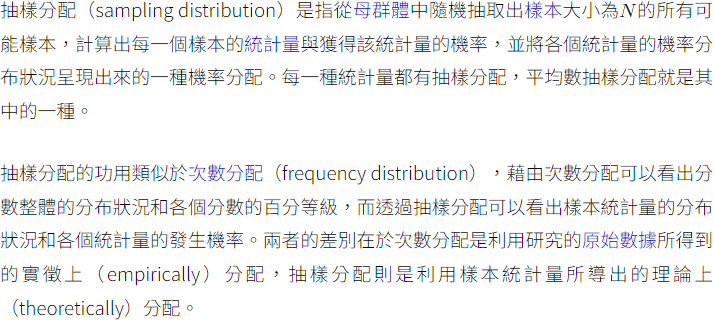 抽樣分配（sampling distribution）是指從母群體中隨機抽取出樣本大小為N的所有可
能樣本，計算出每一個樣本的統計量與獲得該統計量的機率，並將各個統計量的機率分
布狀況呈現出來的一種機率分配。每一種統計量都有抽樣分配，平均數抽樣分配就是其
中的一種。
抽樣分配的功用類似於次數分配（frequency distribution），藉由次數分配可以看出分
數整體的分布狀況和各個分數的百分等級，而透過抽樣分配可以看出樣本統計量的分布
狀況和各個統計量的發生機率。兩者的差別在於次數分配是利用研究的原始數據所得到
的實徵上（empirically）分配，抽樣分配則是利用樣本統計量所導出的理論上
（theoretically）分配。